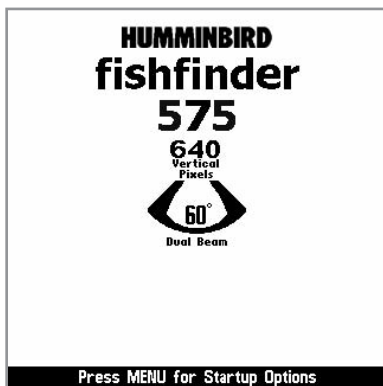 HUMMINBIRD
fishfinder
575
640
Vertical
Pixels
60°
Dual Beam
Press MENU for Startup Options